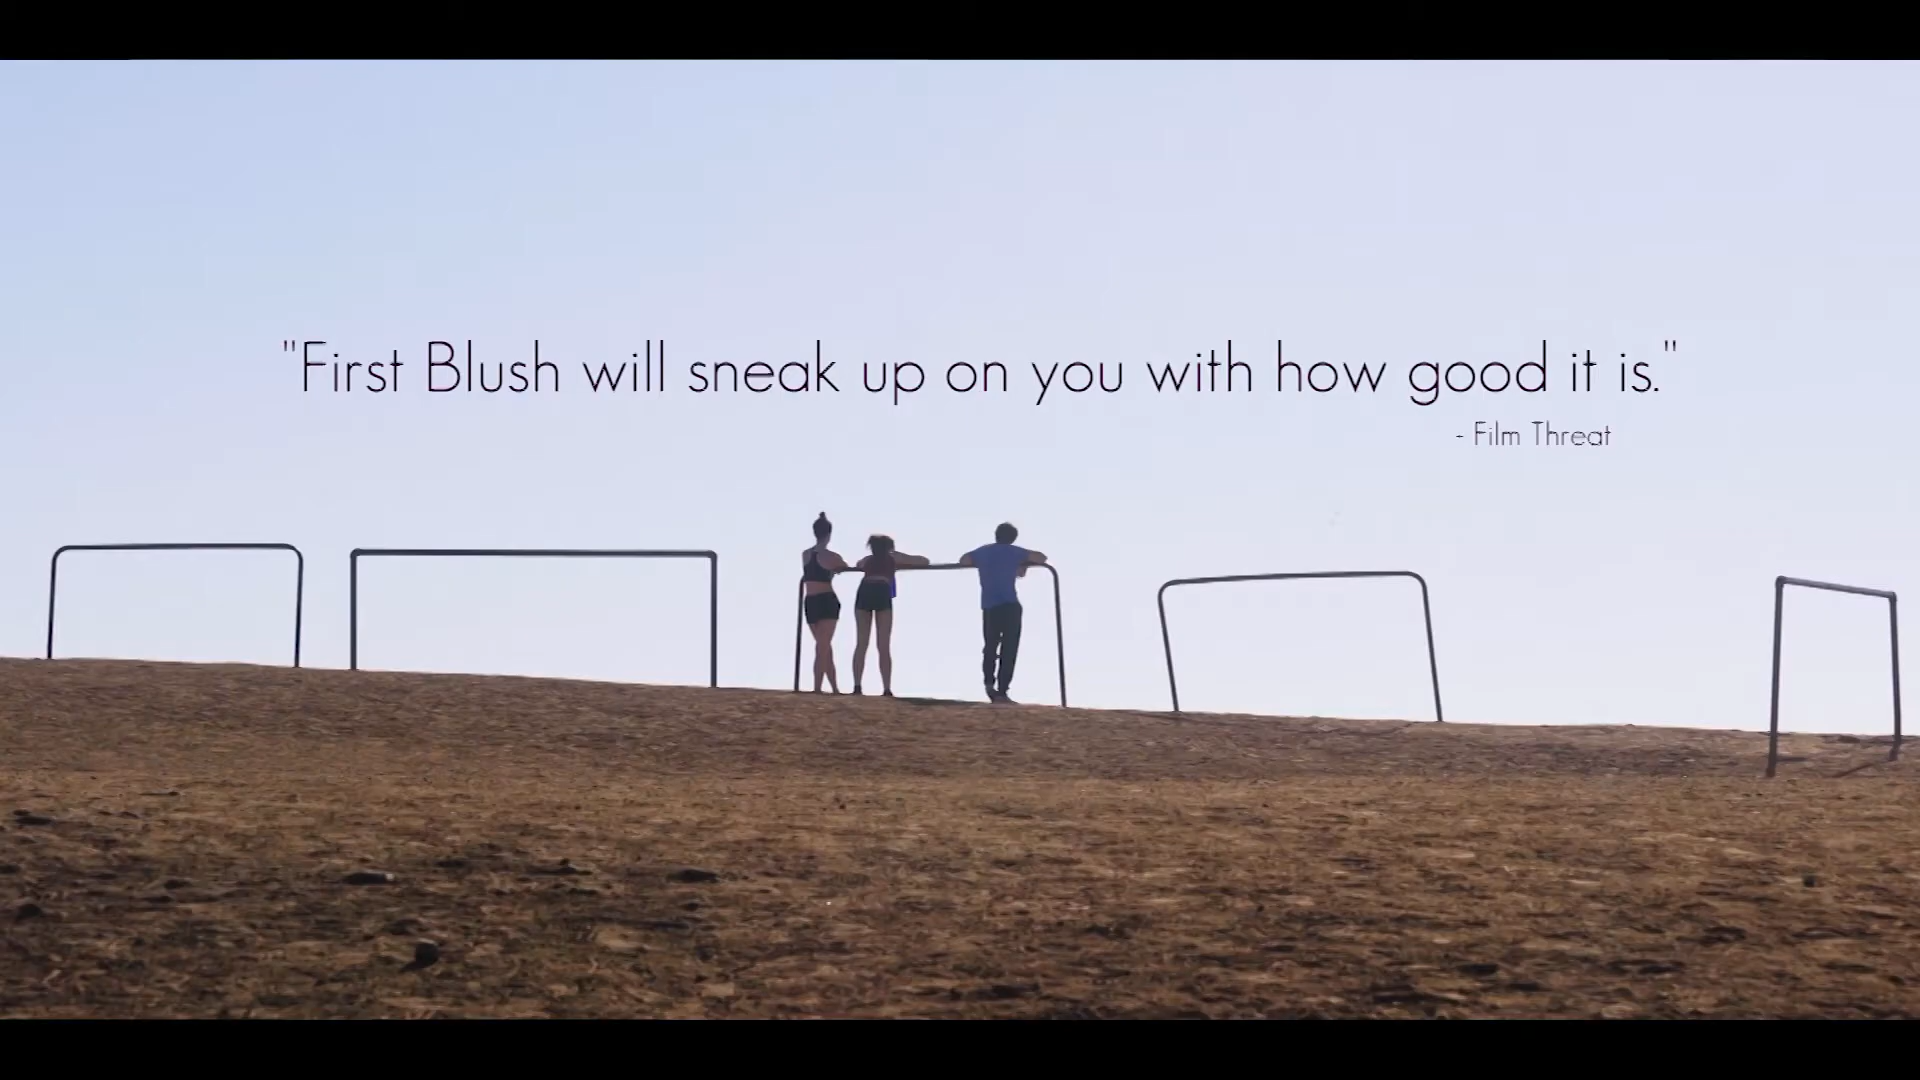 "First Blush will sneak up on you with how good it is."
- Film Threat